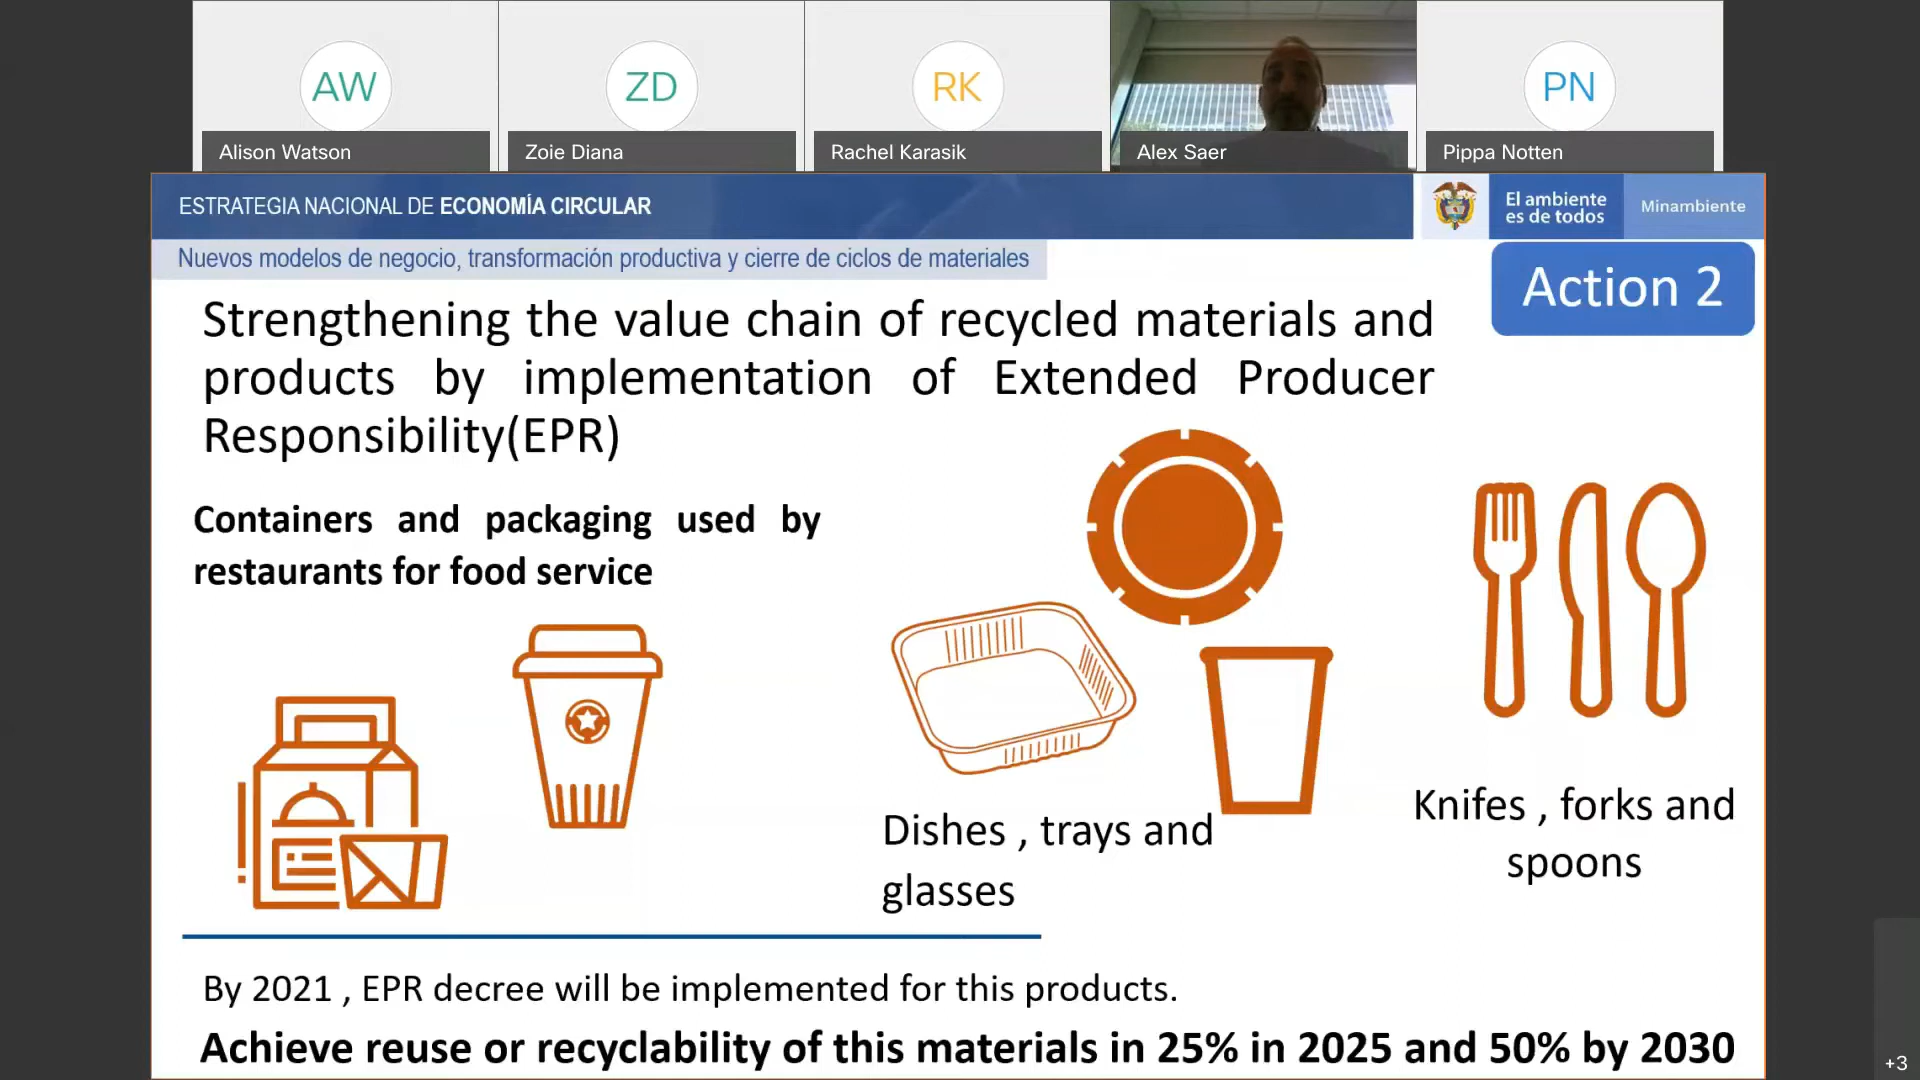 AW
ZD
RK
PN
Alison Watson
Zoie Diana
Rachel Karasik
Alex Saer
Pippa Notten
ESTRATEGIA NACIONAL DE ECONOMÍA CIRCULAR
El ambiente
es de todos
Minambiente
Nuevos modelos de negocio, transformación productiva y cierre de ciclos de materiales
Action 2
Strengthening the value chain of recycled materials and
products by implementation of Extended Producer
Responsibility(EPR)
Containers and packaging used by
restaurants for food service
Dishes , trays and
glasses
Knifes , forks and
spoons
By 2021 , EPR decree will be implemented for this products.
Achieve reuse or recyclability of this materials in 25% in 2025 and 50% by 2030
+3